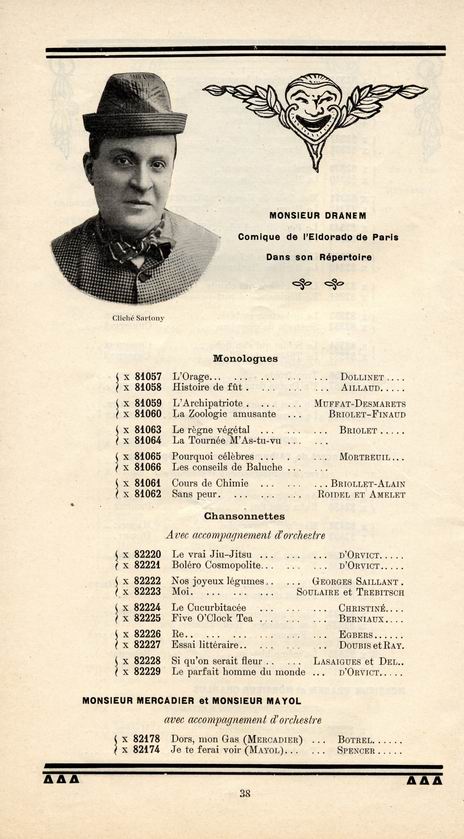 MONSIEUR DRANEM
Comique de l'Eldorado de Paris
Dans son Répertoire
Cliché Sartony
Monologues
x 81057 L'Orage... ... ... ... ... DOLLINET ....
x 81058 Histoire de fût . ... ... ... AILLAUD.....
x 81059 L'Archipatriote . ... ... MUFFAT-DESMARETS
x 81060 La Zoologie amusante ... BRIOLET-FINAUD
x 81063 Le règne végétal ... ... ... BRIOLET .....
x 81064 La Tournée M'As-tu-vu ... ...
x 81065 Pourquoi célèbres ... ... ... MORTREUIL...
x 81066 Les conseils de Baluche ... ...
x 81061 Cours de Chimie ... ... ... BRIOLLET-ALAIN
x 81062 Sans peur. ... ... ... ROIDEL ET AMELET
Chansonnettes
Avec accompagnement d'orchestre
x 82220 Le vrai Jiu-Jitsu ... ... ... D'ORVICT.....
x 82221 Boléro Cosmopolite... ... ... D'ORVICT.....
x 82222 Nos joyeux légumes.. ... GEORGES SAILLANT .
x 82223 Moi. ... ... ... SOULAIRE et TREBITSCH
x 82224 Le Cucurbitacée ... ... ... CHRISTINÉ....
x 82225 Five O'Clock Tea ... ... ... BERNIAUX....
x 82226 Re.. ... ... ... ... EGBERS......
x 82227 Essai littéraire.. ... ... ... DOUBIS et RAY.
x 82228 Si qu'on serait fleur .. ... LASAIGUES et DEL..
x 82229 Le parfait homme du monde ... D'ORVICT.....
MONSIEUR MERCADIER et MONSIEUR MAYOL
avec accompagnement d'orchestre
x 82178 Dors, mon Gas (MERCADIER) ... BOTREL......
x 82174 Je te ferai voir (MAYOL)... ... SPENCER .....
38